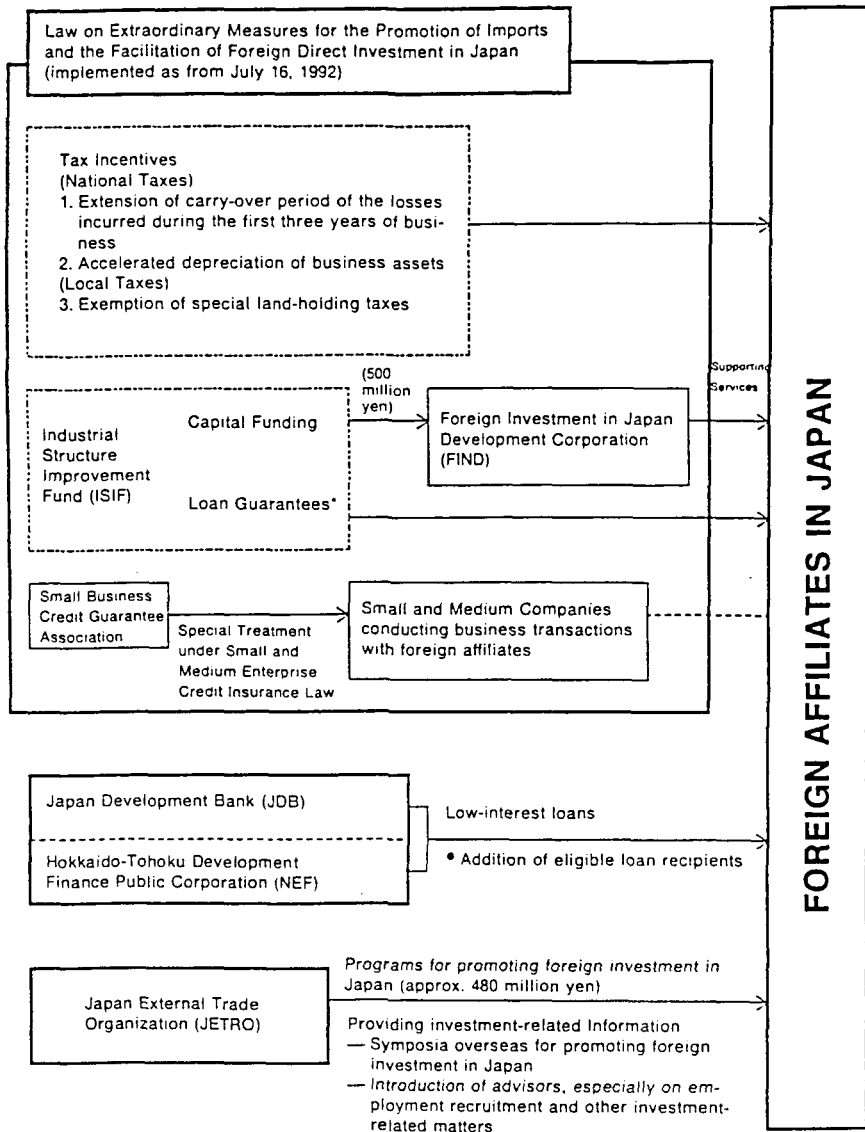 Law on Extraordinary Measures for the Promotion of Imports
and the Facilitation of Foreign Direct Investment in Japan
(implemented as from July 16, 1992)
Tax Incentives
(National Taxes)
1. Extension of carry-over period of the losses
incurred during the first three years of busi-
ness
2. Accelerated depreciation of business assets
(Local Taxes)
3. Exemption of special land-holding taxes
Industrial
Structure
Improvement
Fund (ISIF)
Capital Funding
Loan Guarantees*
(500
million
yen)
Foreign Investment in Japan
Development Corporation
(FIND)
Supporting
Services
Small Business
Credit Guarantee
Association
Special Treatment
under Small and
Medium Enterprise
Credit Insurance Law
Small and Medium Companies
conducting business transactions
with foreign affiliates
Japan Development Bank (JDB)
Hokkaido-Tohoku Development
Finance Public Corporation (NEF)
Low-interest loans
• Addition of eligible loan recipients
Japan External Trade
Organization (JETRO)
Programs for promoting foreign investment in
Japan (approx. 480 million yen)
Providing investment-related Information
— Symposia overseas for promoting foreign
investment in Japan
— Introduction of advisors, especially on em-
ployment recruitment and other investment-
related matters
FOREIGN AFFILIATES IN JAPAN